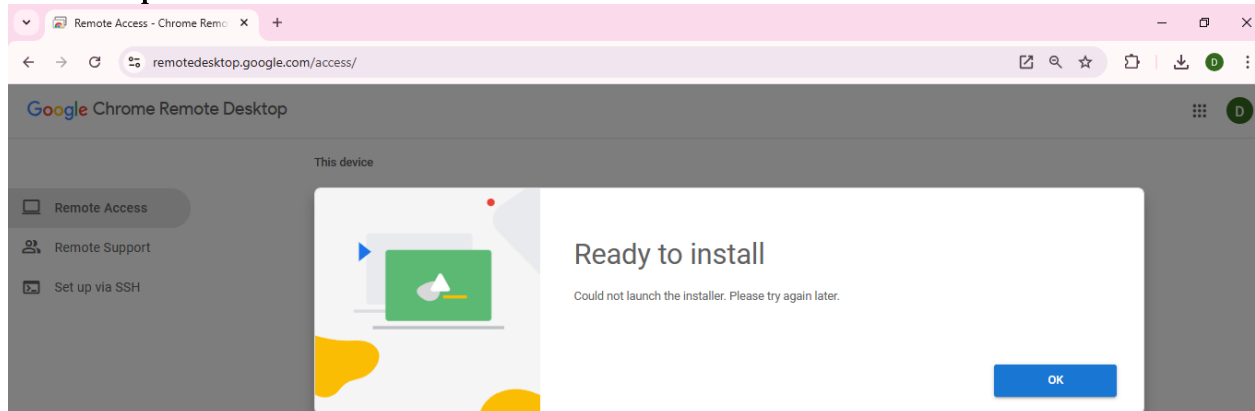 Remote Access - Chrome Remo
remotedesktop.google.com/access/
D
Google Chrome Remote Desktop
D
This device
Remote Access
Remote Support
Set up via SSH
Ready to install
Could not launch the installer. Please try again later.
OK